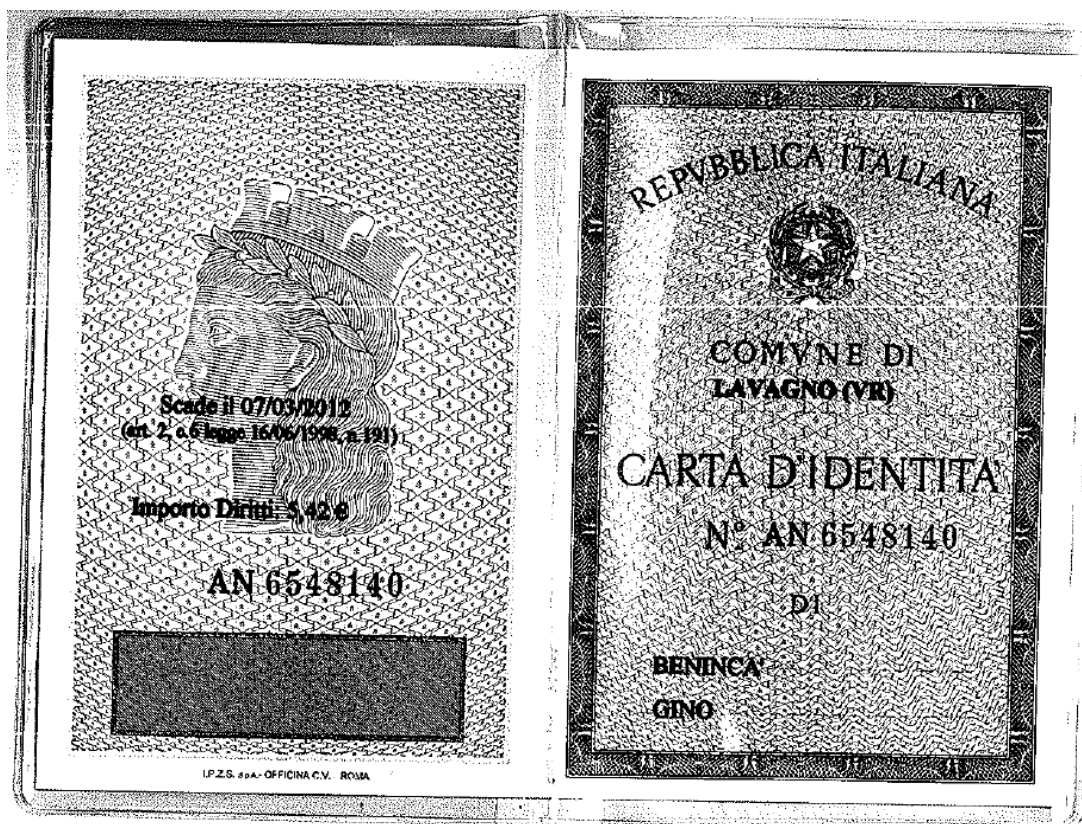 Scade il 07/03/2012
(art. 2, c.6 legge 16/06/1998, n.191)
Importo Diritti: 5,42 €
AN 6548140
I.P.Z.S. S.p.A. - OFFICINA C.V. ROMA
REPVBBLICA ITALIANA
COMVNE DI
LAVAGNO (VR)
CARTA D'IDENTITA'
N° AN 6548140
DI
BENINCA'
GINO